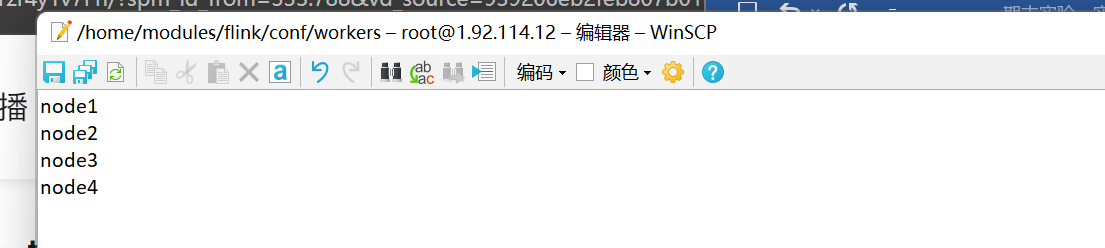 /home/modules/flink/conf/workers – root@1.92.114.12 – 编辑器 – WinSCP
编码
颜色
播
node1
node2
node3
node4